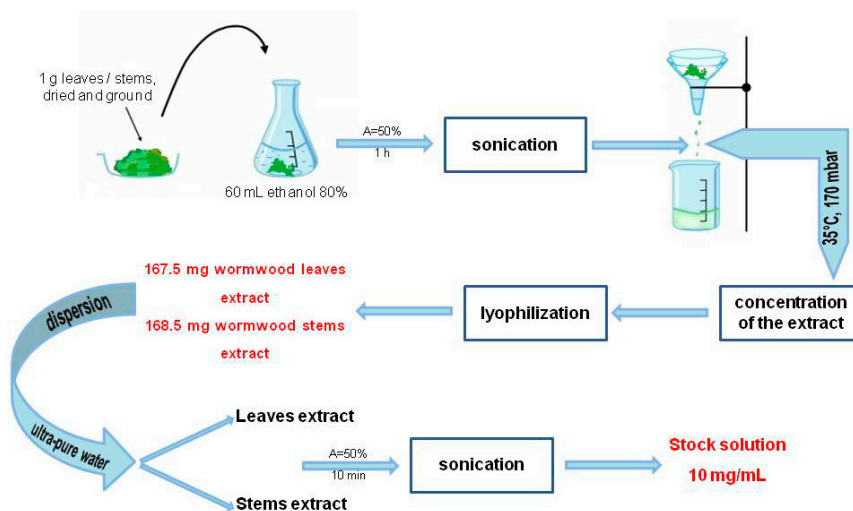 1 g leaves / stems,
dried and ground
60 mL ethanol 80%
A=50%
1 h
sonication
35°C, 170 mbar
concentration
of the extract
lyophilization
167.5 mg wormwood leaves
extract
168.5 mg wormwood stems
extract
dispersion
ultra-pure water
Leaves extract
Stems extract
A=50%
10 min
sonication
Stock solution
10 mg/mL